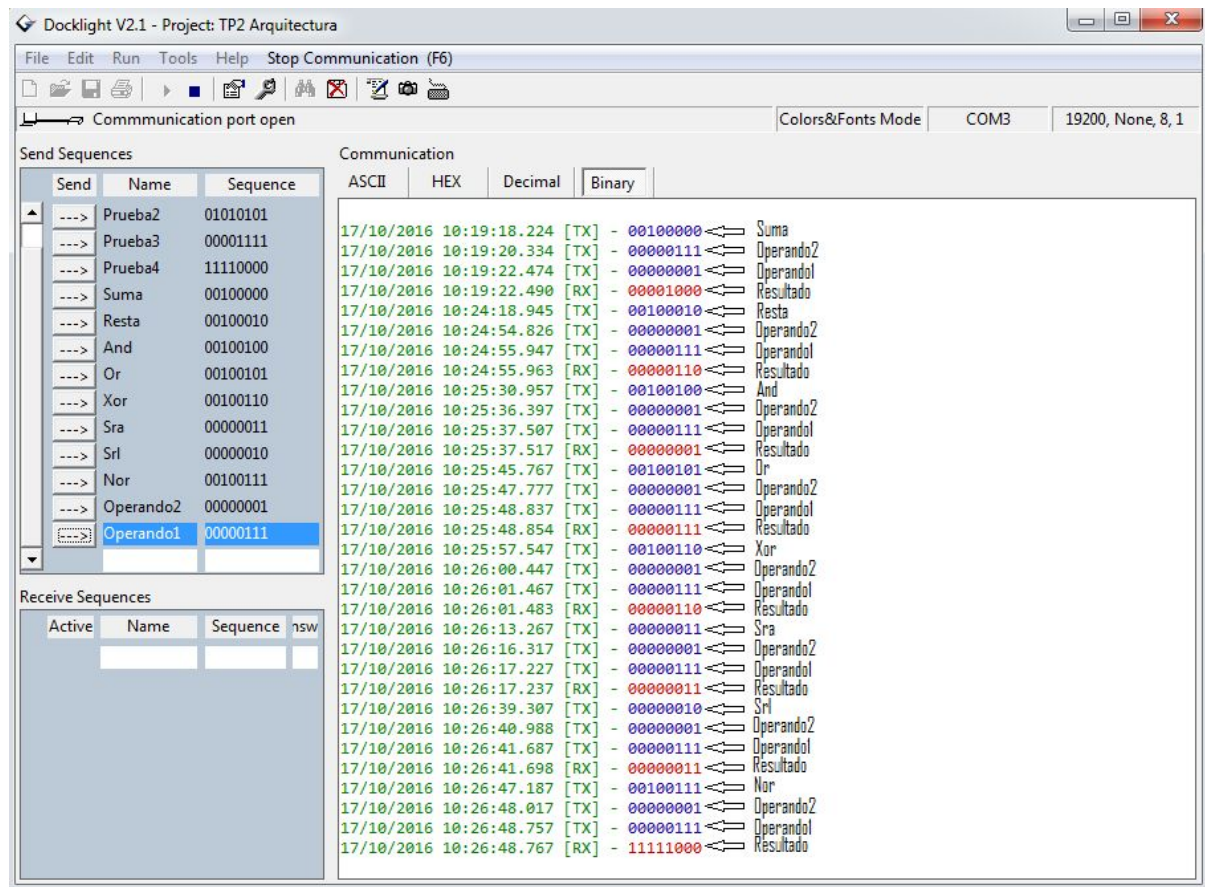 Docklight V2.1 - Project: TP2 Arquitectura
File Edit Run Tools Help Stop Communication (F6)
Commmunication port open Colors&Fonts Mode COM3 19200, None, 8, 1
Send Sequences
Send Name Sequence
---> Prueba2 01010101
---> Prueba3 00001111
---> Prueba4 11110000
---> Suma 00100000
---> Resta 00100010
---> And 00100100
---> Or 00100101
---> Xor 00100110
---> Sra 00000011
---> Srl 00000010
---> Nor 00100111
---> Operando2 00000001
---> Operando1 00000111
Receive Sequences
Active Name Sequence nsw
Communication
ASCII HEX Decimal Binary
17/10/2016 10:19:18.224 [TX] - 00100000 Suma
17/10/2016 10:19:20.334 [TX] - 00000111 Operando2
17/10/2016 10:19:22.474 [TX] - 00000001 Operando1
17/10/2016 10:19:22.490 [RX] - 00001000 Resultado
17/10/2016 10:24:18.945 [TX] - 00100010 Resta
17/10/2016 10:24:54.826 [TX] - 00000001 Operando2
17/10/2016 10:24:55.947 [TX] - 00000111 Operando1
17/10/2016 10:24:55.963 [RX] - 00000110 Resultado
17/10/2016 10:25:30.957 [TX] - 00100100 And
17/10/2016 10:25:36.397 [TX] - 00000001 Operando2
17/10/2016 10:25:37.507 [TX] - 00000111 Operando1
17/10/2016 10:25:37.517 [RX] - 00000001 Resultado
17/10/2016 10:25:45.767 [TX] - 00100101 Or
17/10/2016 10:25:47.777 [TX] - 00000001 Operando2
17/10/2016 10:25:48.837 [TX] - 00000111 Operando1
17/10/2016 10:25:48.854 [RX] - 00000111 Resultado
17/10/2016 10:25:57.547 [TX] - 00100110 Xor
17/10/2016 10:26:00.447 [TX] - 00000001 Operando2
17/10/2016 10:26:01.467 [TX] - 00000111 Operando1
17/10/2016 10:26:01.483 [RX] - 00000110 Resultado
17/10/2016 10:26:13.267 [TX] - 00000011 Sra
17/10/2016 10:26:16.317 [TX] - 00000001 Operando2
17/10/2016 10:26:17.227 [TX] - 00000111 Operando1
17/10/2016 10:26:17.237 [RX] - 00000011 Resultado
17/10/2016 10:26:39.307 [TX] - 00000010 Srl
17/10/2016 10:26:40.988 [TX] - 00000001 Operando2
17/10/2016 10:26:41.687 [TX] - 00000111 Operando1
17/10/2016 10:26:41.698 [RX] - 00000011 Resultado
17/10/2016 10:26:47.187 [TX] - 00100111 Nor
17/10/2016 10:26:48.017 [TX] - 00000001 Operando2
17/10/2016 10:26:48.757 [TX] - 00000111 Operando1
17/10/2016 10:26:48.767 [RX] - 11111000 Resultado